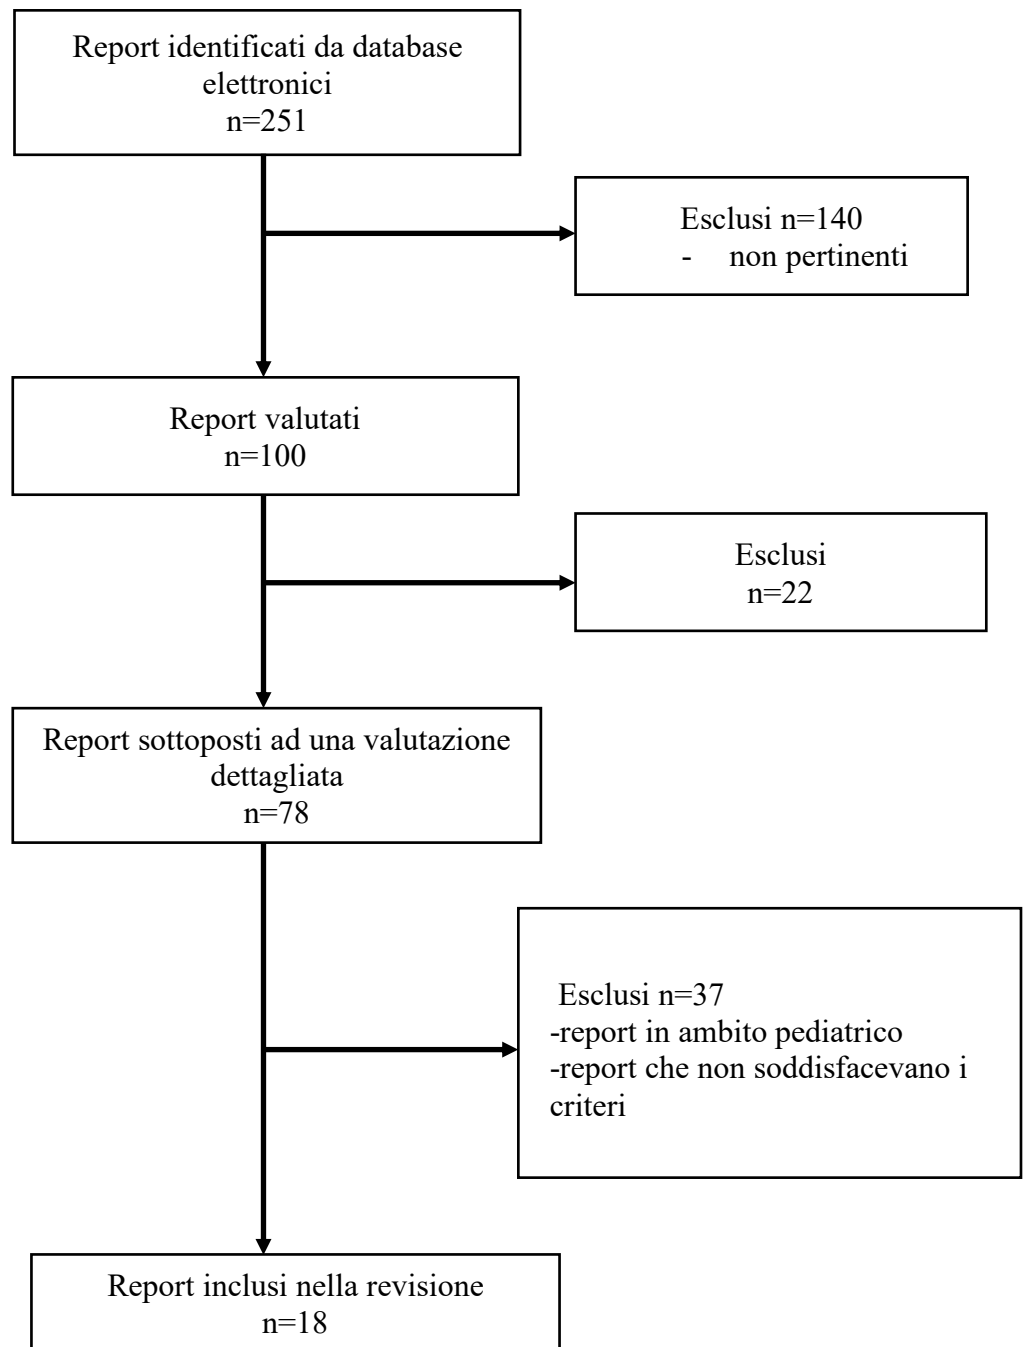 Report identificati da database
elettronici
n=251
Esclusi n=140
- non pertinenti
Report valutati
n=100
Esclusi
n=22
Report sottoposti ad una valutazione
dettagliata
n=78
Esclusi n=37
-report in ambito pediatrico
-report che non soddisfacevano i
criteri
Report inclusi nella revisione
n=18